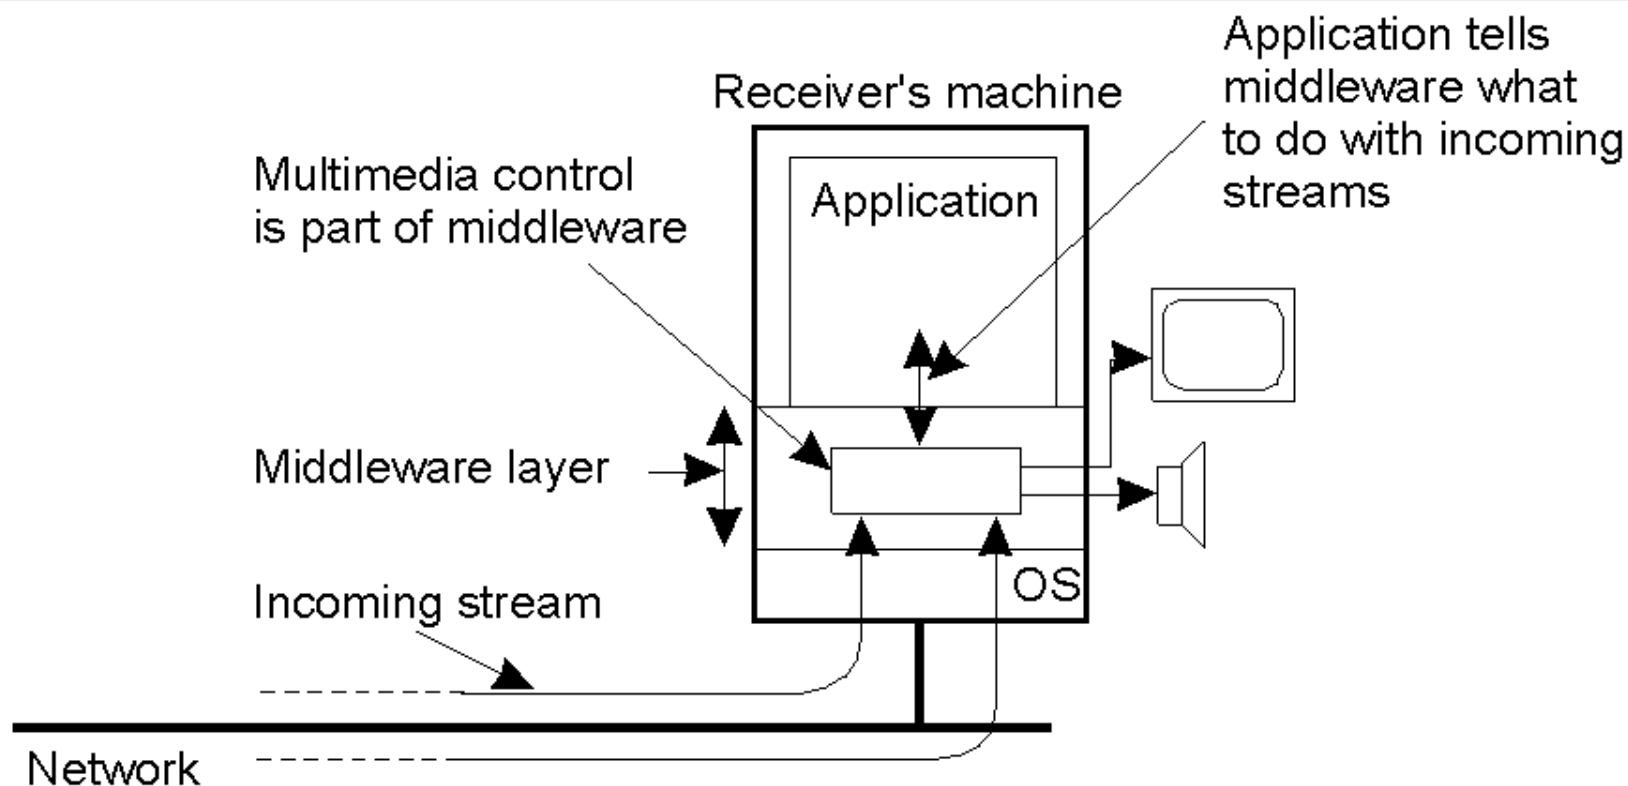 Application tells
middleware what
to do with incoming
streams
Receiver's machine
Multimedia control
is part of middleware
Application
Middleware layer
Incoming stream
OS
Network